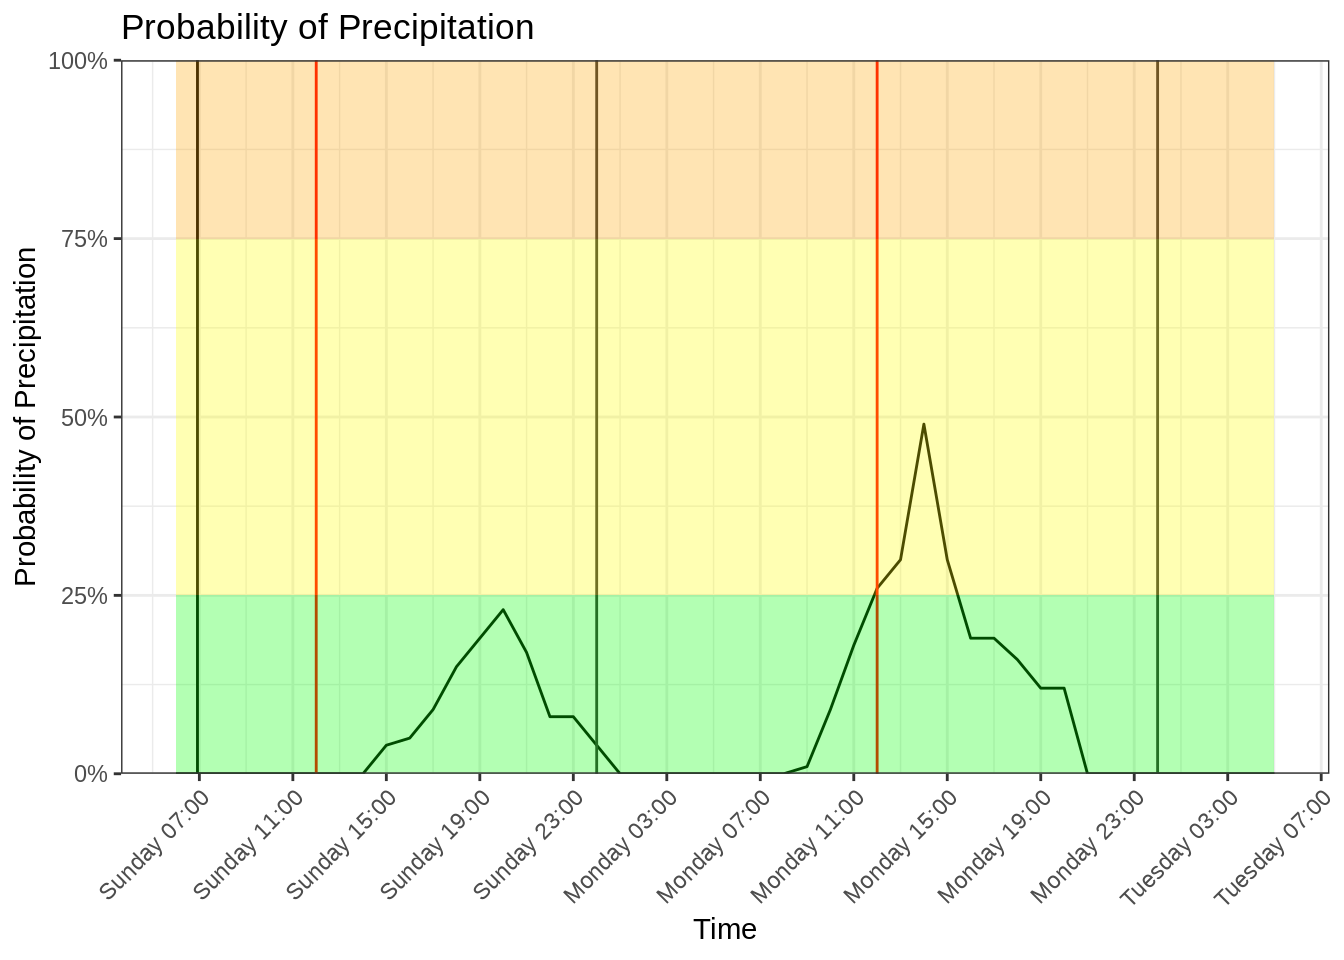 Probability of Precipitation
100%
75%
50%
25%
0%
Probability of Precipitation
Sunday 07:00
Sunday 11:00
Sunday 15:00
Sunday 19:00
Sunday 23:00
Monday 03:00
Monday 07:00
Monday 11:00
Monday 15:00
Monday 19:00
Monday 23:00
Tuesday 03:00
Tuesday 07:00
Time